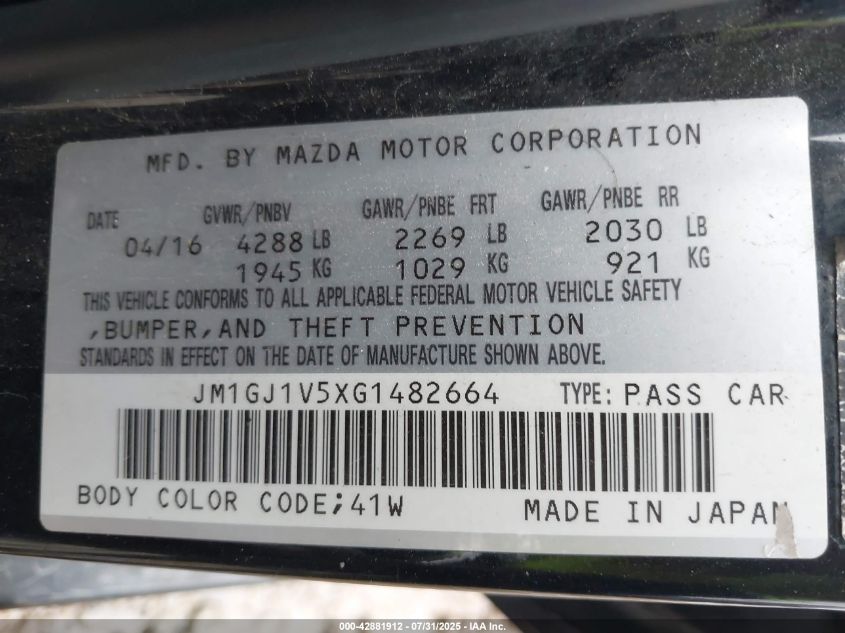 MFD. BY MAZDA MOTOR CORPORATION
DATE GVWR/PNBV GAWR/PNBE FRT GAWR/PNBE RR
04/16 4288 LB 2269 LB 2030 LB
1945 KG 1029 KG 921 KG
THIS VEHICLE CONFORMS TO ALL APPLICABLE FEDERAL MOTOR VEHICLE SAFETY
,BUMPER,AND THEFT PREVENTION
STANDARDS IN EFFECT ON THE DATE OF MANUFACTURE SHOWN ABOVE.
JM1GJ1V5XG1482664 TYPE: PASS CAR
BODY COLOR CODE;41W MADE IN JAPAN
000-42881912 - 07/31/2025 - IAA Inc.